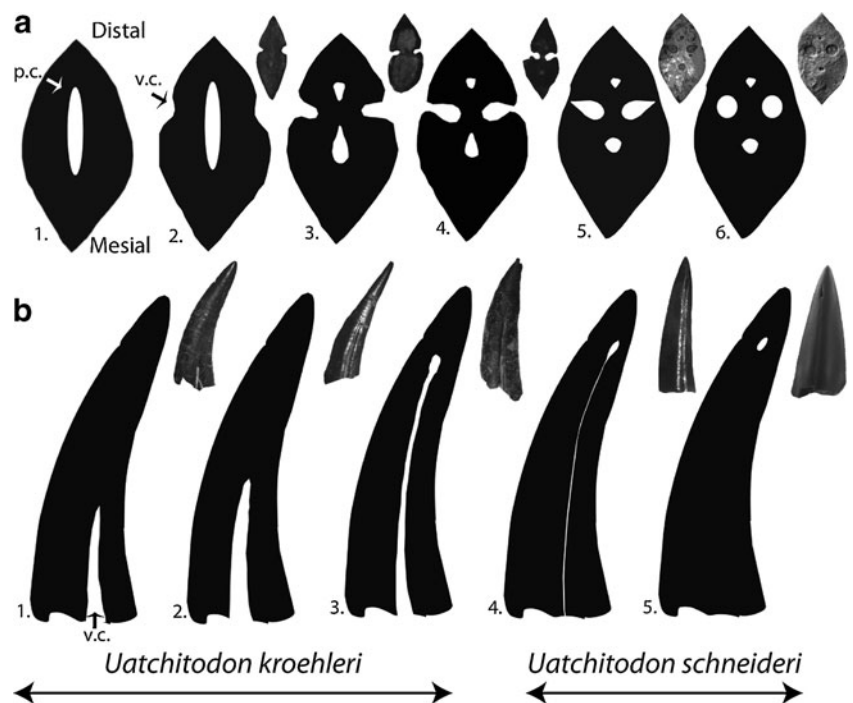 a
Distal
p.c.
v.c.
1.
Mesial
2.
3.
4.
5.
6.
b
1.
v.c.
2.
3.
4.
5.
Uatchitodon kroehleri
Uatchitodon schneideri